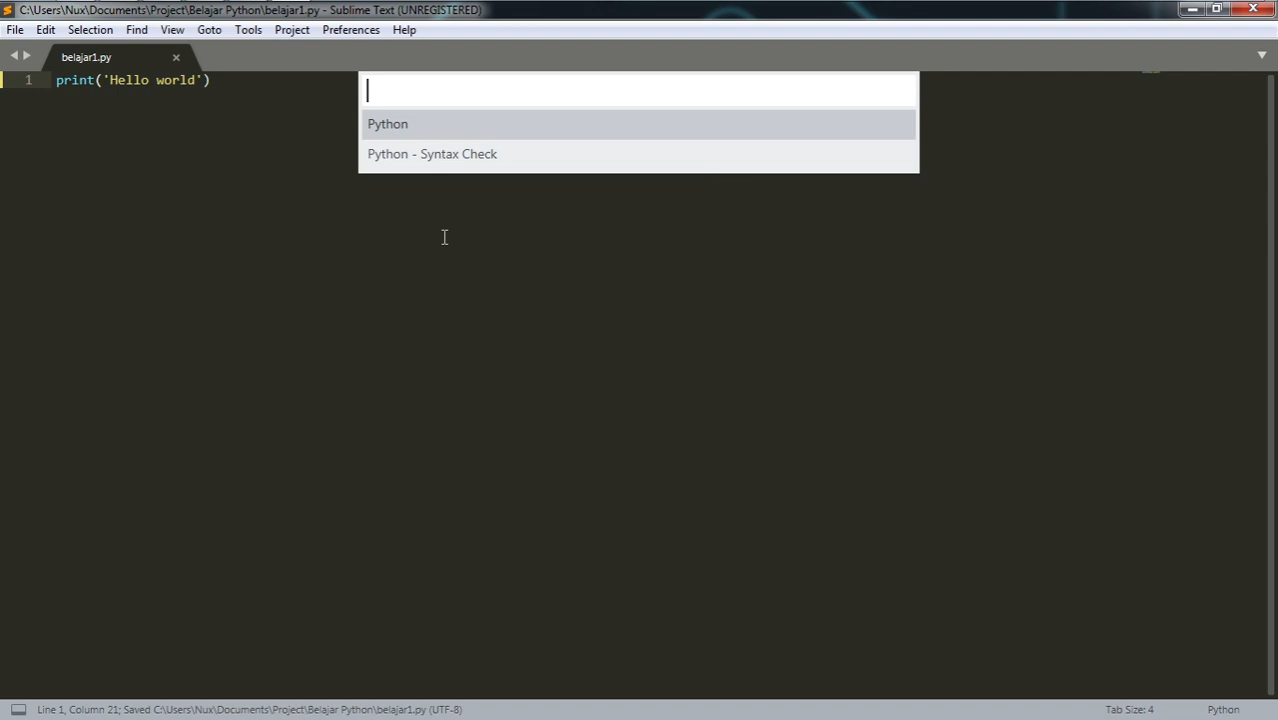 C:\Users\Nux\Documents\Project\Belajar Python\belajar1.py - Sublime Text (UNREGISTERED)
File Edit Selection Find View Goto Tools Project Preferences Help
belajar1.py
1 print('Hello world')
Python
Python - Syntax Check
Line 1, Column 21; Saved C:\Users\Nux\Documents\Project\Belajar Python\belajar1.py (UTF-8) Tab Size: 4 Python